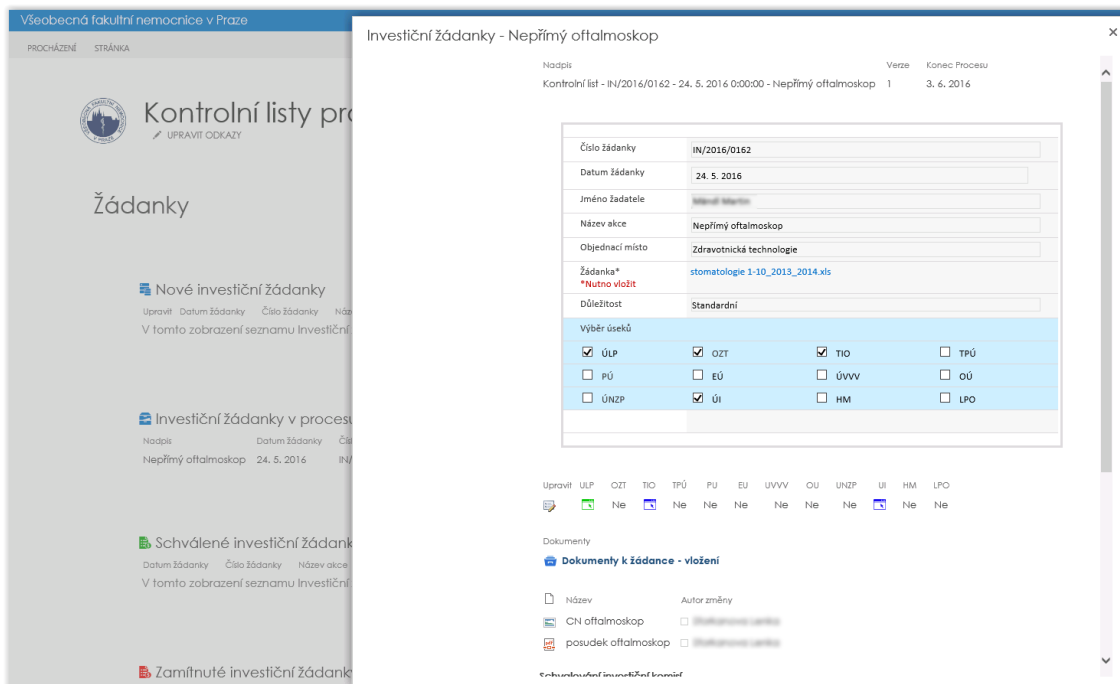 Všeobecná fakultní nemocnice v Praze
PROCHÁZENÍ STRÁNKA
Kontrolní listy pro
UPRAVIT ODKAZY
Žádanky
Nové investiční žádanky
Upravit Datum žádanky Číslo žádanky
V tomto zobrazení seznamu Investiční
Investiční žádanky v procesu
Nadpis Datum žádanky
Nepřímý oftalmoskop 24. 5. 2016 IN/
Schválené investiční žádank
Datum žádanky Číslo žádanky Název akce
V tomto zobrazení seznamu Investiční
Zamítnuté investiční žádank
Investiční žádanky - Nepřímý oftalmoskop
Nadpis Verze Konec Procesu
Kontrolní list - IN/2016/0162 - 24. 5. 2016 0:00:00 - Nepřímý oftalmoskop 1 3. 6. 2016
Číslo žádanky IN/2016/0162
Datum žádanky 24. 5. 2016
Jméno žadatele
Název akce Nepřímý oftalmoskop
Objednací místo Zdravotnická technologie
Žádanka* stomatologie 1-10_2013_2014.xls
*Nutno vložit
Důležitost Standardní
Výběr úseků
ÚLP OZT TIO TPÚ
PÚ EÚ ÚVVV OÚ
ÚNZP ÚI HM LPO
Upravit ULP OZT TIO TPÚ PU EU UVVV OU UNZP UI HM LPO
Ne Ne Ne Ne Ne Ne Ne Ne Ne
Dokumenty
Dokumenty k žádance - vložení
Název Autor změny
CN oftalmoskop
posudek oftalmoskop
Schvalování investiční komisí